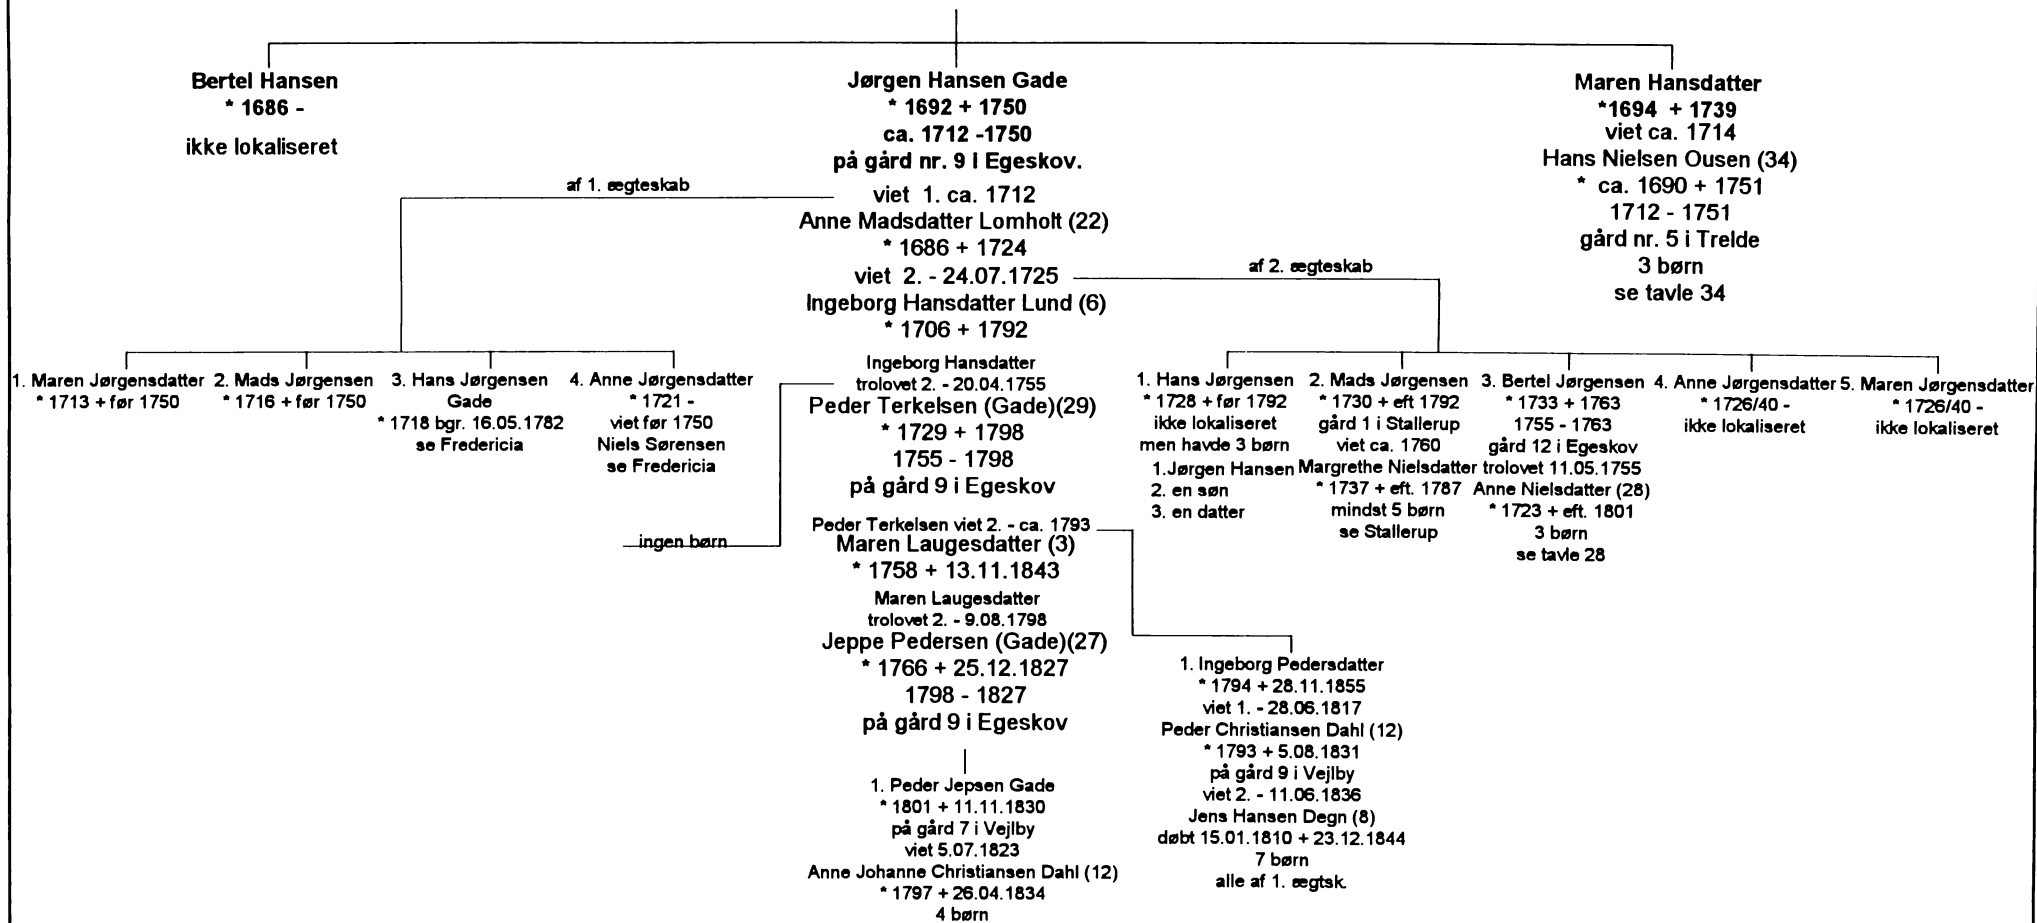 Bertel Hansen
* 1686 -
ikke lokaliseret
Jørgen Hansen Gade
* 1692 + 1750
ca. 1712 -1750
på gård nr. 9 i Egeskov.
viet 1. ca. 1712
Anne Madsdatter Lomholt (22)
* 1686 + 1724
viet 2. - 24.07.1725
Ingeborg Hansdatter Lund (6)
* 1706 + 1792
Maren Hansdatter
*1694 + 1739
viet ca. 1714
Hans Nielsen Ousen (34)
* ca. 1690 + 1751
1712 - 1751
gård nr. 5 i Trelde
3 børn
se tavle 34
af 1. ægteskab
af 2. ægteskab
1. Maren Jørgensdatter
* 1713 + før 1750
2. Mads Jørgensen
* 1716 + før 1750
3. Hans Jørgensen
Gade
* 1718 bgr. 16.05.1782
se Fredericia
4. Anne Jørgensdatter
* 1721 -
viet før 1750
Niels Sørensen
se Fredericia
Ingeborg Hansdatter
trolovet 2. - 20.04.1755
Peder Terkelsen (Gade)(29)
* 1729 + 1798
1755 - 1798
på gård 9 i Egeskov
ingen børn
Peder Terkelsen viet 2. - ca. 1793
Maren Laugesdatter (3)
* 1758 + 13.11.1843
Maren Laugesdatter
trolovet 2. - 9.08.1798
Jeppe Pedersen (Gade)(27)
* 1766 + 25.12.1827
1798 - 1827
på gård 9 i Egeskov
1. Peder Jepsen Gade
* 1801 + 11.11.1830
på gård 7 i Vejlby
viet 5.07.1823
Anne Johanne Christiansen Dahl (12)
* 1797 + 26.04.1834
4 børn
1. Hans Jørgensen
* 1728 + før 1792
ikke lokaliseret
men havde 3 børn
1.Jørgen Hansen
2. en søn
3. en datter
2. Mads Jørgensen
* 1730 + eft 1792
gård 1 i Stallerup
viet ca. 1760
Margrethe Nielsdatter
* 1737 + eft. 1787
mindst 5 børn
se Stallerup
3. Bertel Jørgensen
* 1733 + 1763
1755 - 1763
gård 12 i Egeskov
trolovet 11.05.1755
Anne Nielsdatter (28)
* 1723 + eft. 1801
3 børn
se tavle 28
4. Anne Jørgensdatter
* 1726/40 -
ikke lokaliseret
5. Maren Jørgensdatter
* 1726/40 -
ikke lokaliseret
1. Ingeborg Pedersdatter
* 1794 + 28.11.1855
viet 1. - 28.06.1817
Peder Christiansen Dahl (12)
* 1793 + 5.08.1831
på gård 9 i Vejlby
viet 2. - 11.06.1836
Jens Hansen Degn (8)
døbt 15.01.1810 + 23.12.1844
7 børn
alle af 1. ægtsk.